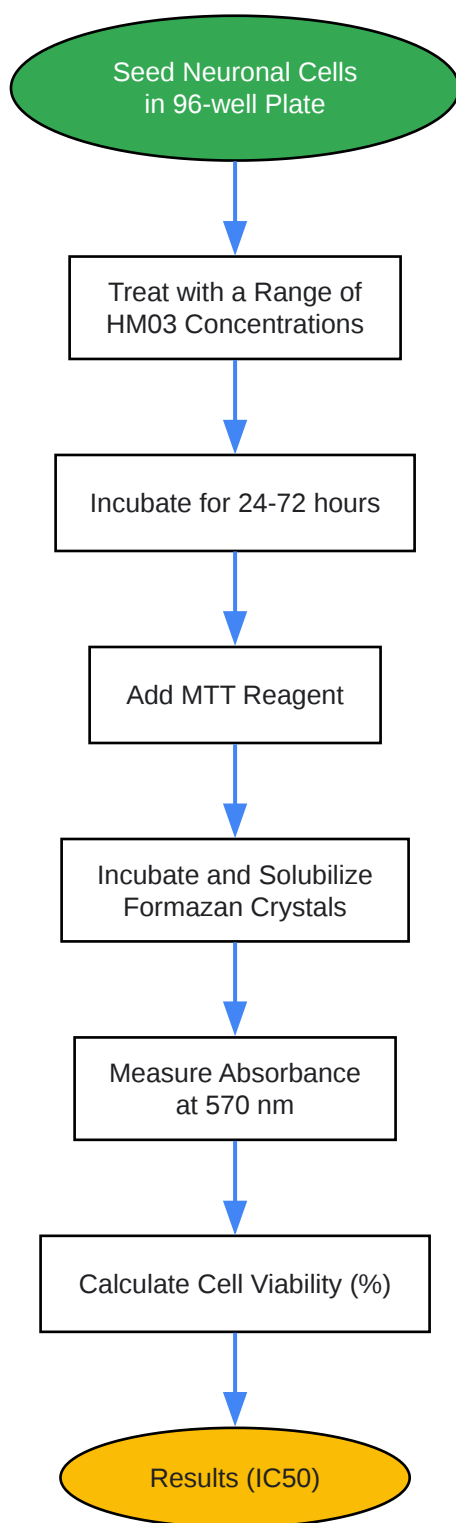 Seed Neuronal Cells
in 96-well Plate
Treat with a Range of
HM03 Concentrations
Incubate for 24-72 hours
Add MTT Reagent
Incubate and Solubilize
Formazan Crystals
Measure Absorbance
at 570 nm
Calculate Cell Viability (%)
Results (IC50)